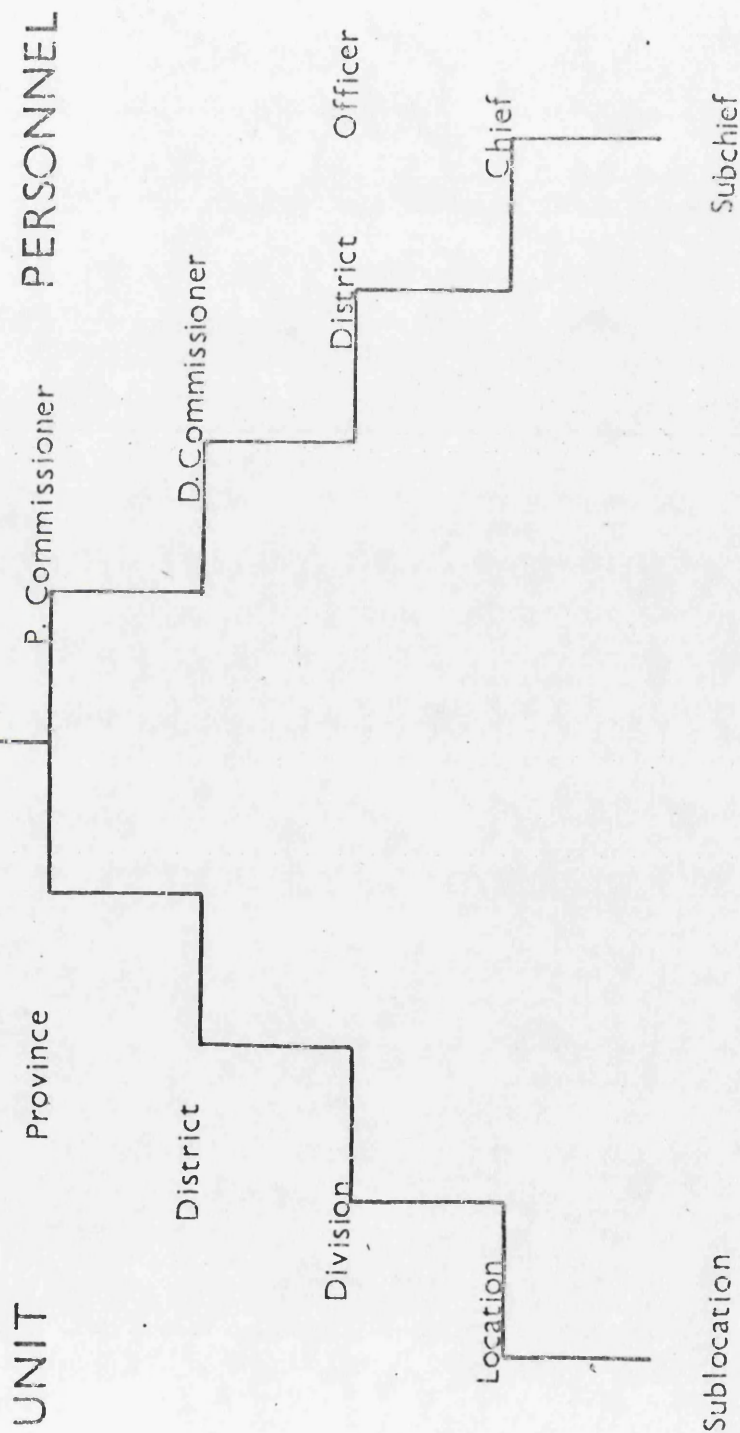 UNIT PERSONNEL
Province P. Commissioner
District D. Commissioner
Division District Officer
Location Chief
Sublocation Subchief